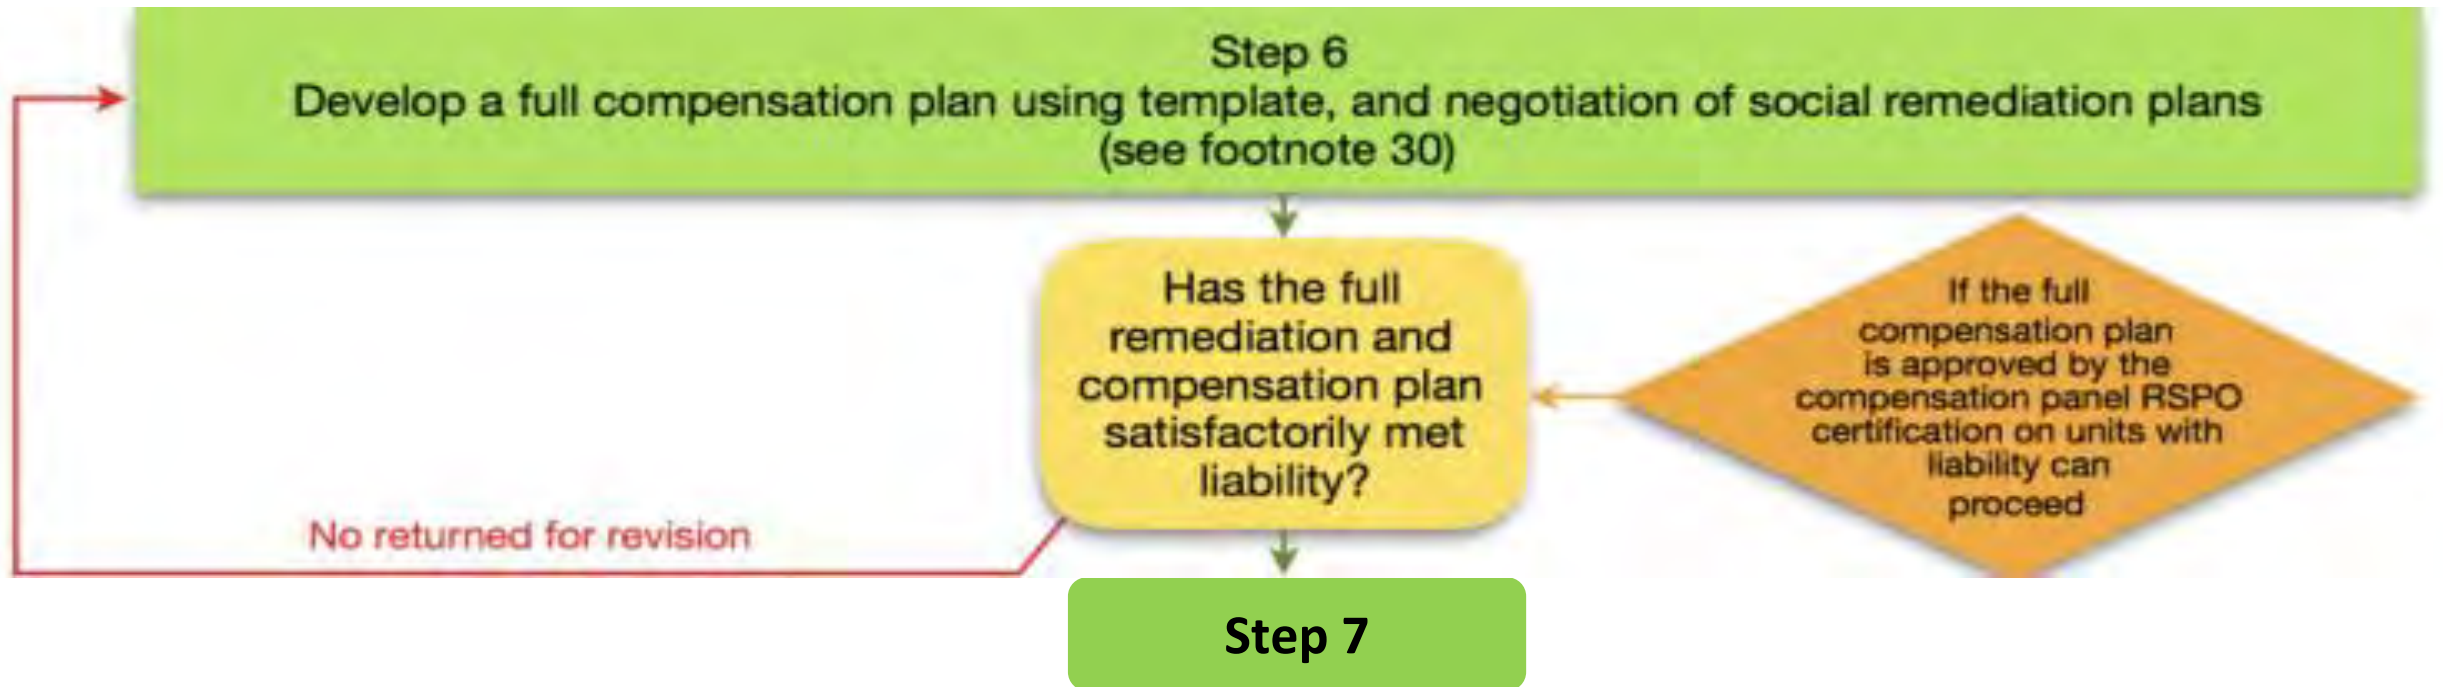 Step 6
Develop a full compensation plan using template, and negotiation of social remediation plans
(see footnote 30)
Has the full
remediation and
compensation plan
satisfactorily met
liability?
If the full
compensation plan
is approved by the
compensation panel RSPO
certification on units with
liability can
proceed
No returned for revision
Step 7